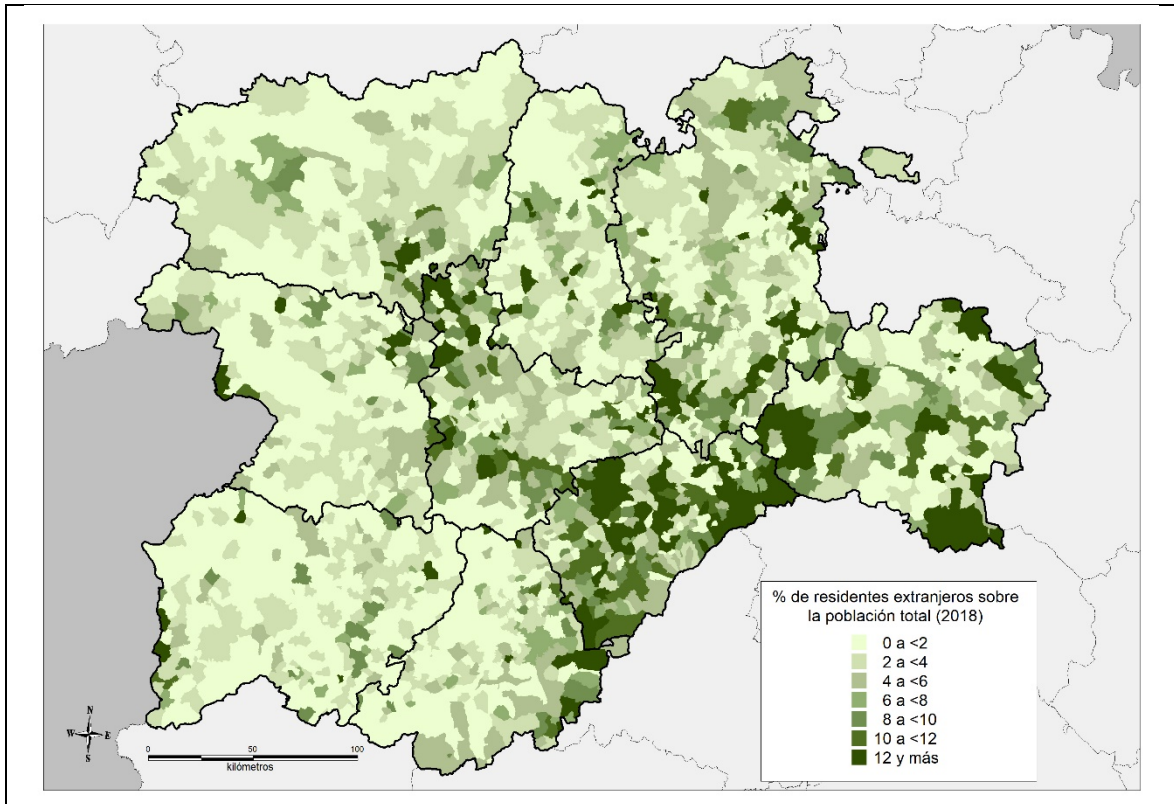 % de residentes extranjeros sobre
la población total (2018)
0 a <2
2 a <4
4 a <6
6 a <8
8 a <10
10 a <12
12 y más
N
W E
S
0 50 100
kilómetros